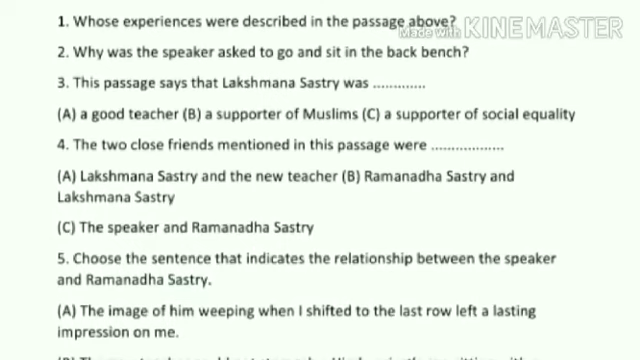 1. Whose experiences were described in the passage above?
Made with KINEMASTER
2. Why was the speaker asked to go and sit in the back bench?
3. This passage says that Lakshmana Sastry was .............
(A) a good teacher (B) a supporter of Muslims (C) a supporter of social equality
4. The two close friends mentioned in this passage were ..................
(A) Lakshmana Sastry and the new teacher (B) Ramanadha Sastry and
Lakshmana Sastry
(C) The speaker and Ramanadha Sastry
5. Choose the sentence that indicates the relationship between the speaker
and Ramanadha Sastry.
(A) The image of him weeping when I shifted to the last row left a lasting
impression on me.